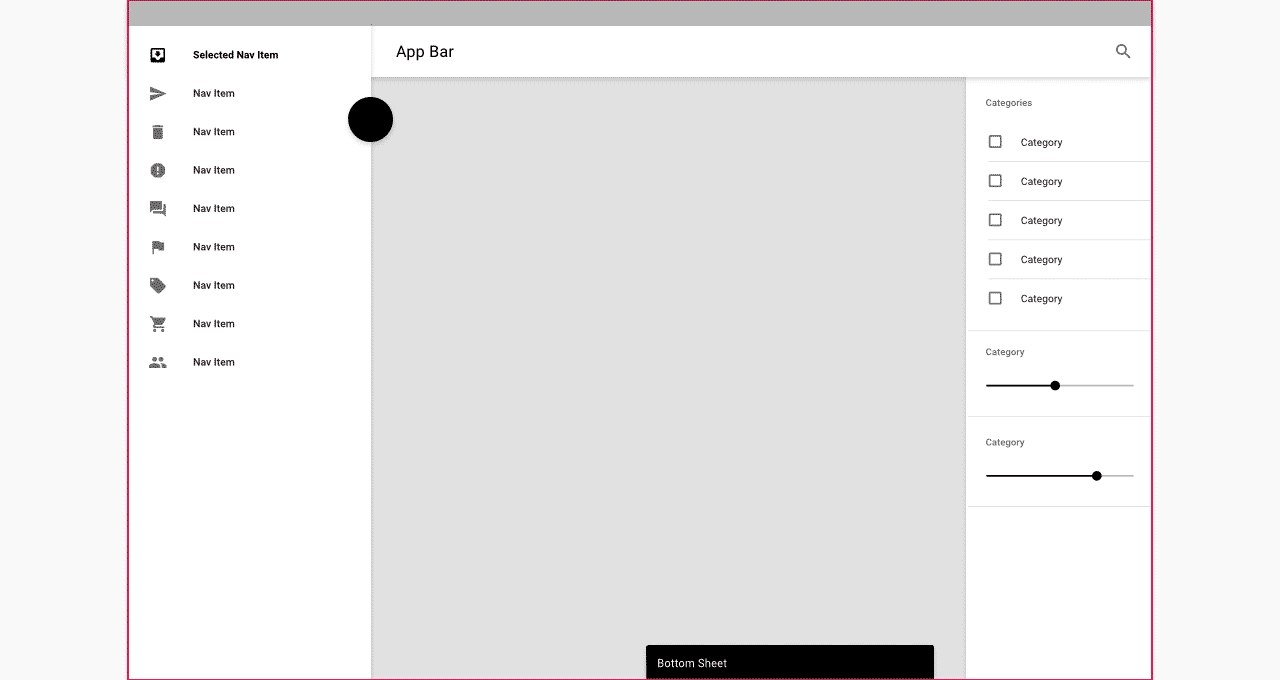 App Bar
Selected Nav Item
Nav Item
Nav Item
Nav Item
Nav Item
Nav Item
Nav Item
Nav Item
Nav Item
Categories
Category
Category
Category
Category
Category
Category
Category
Bottom Sheet